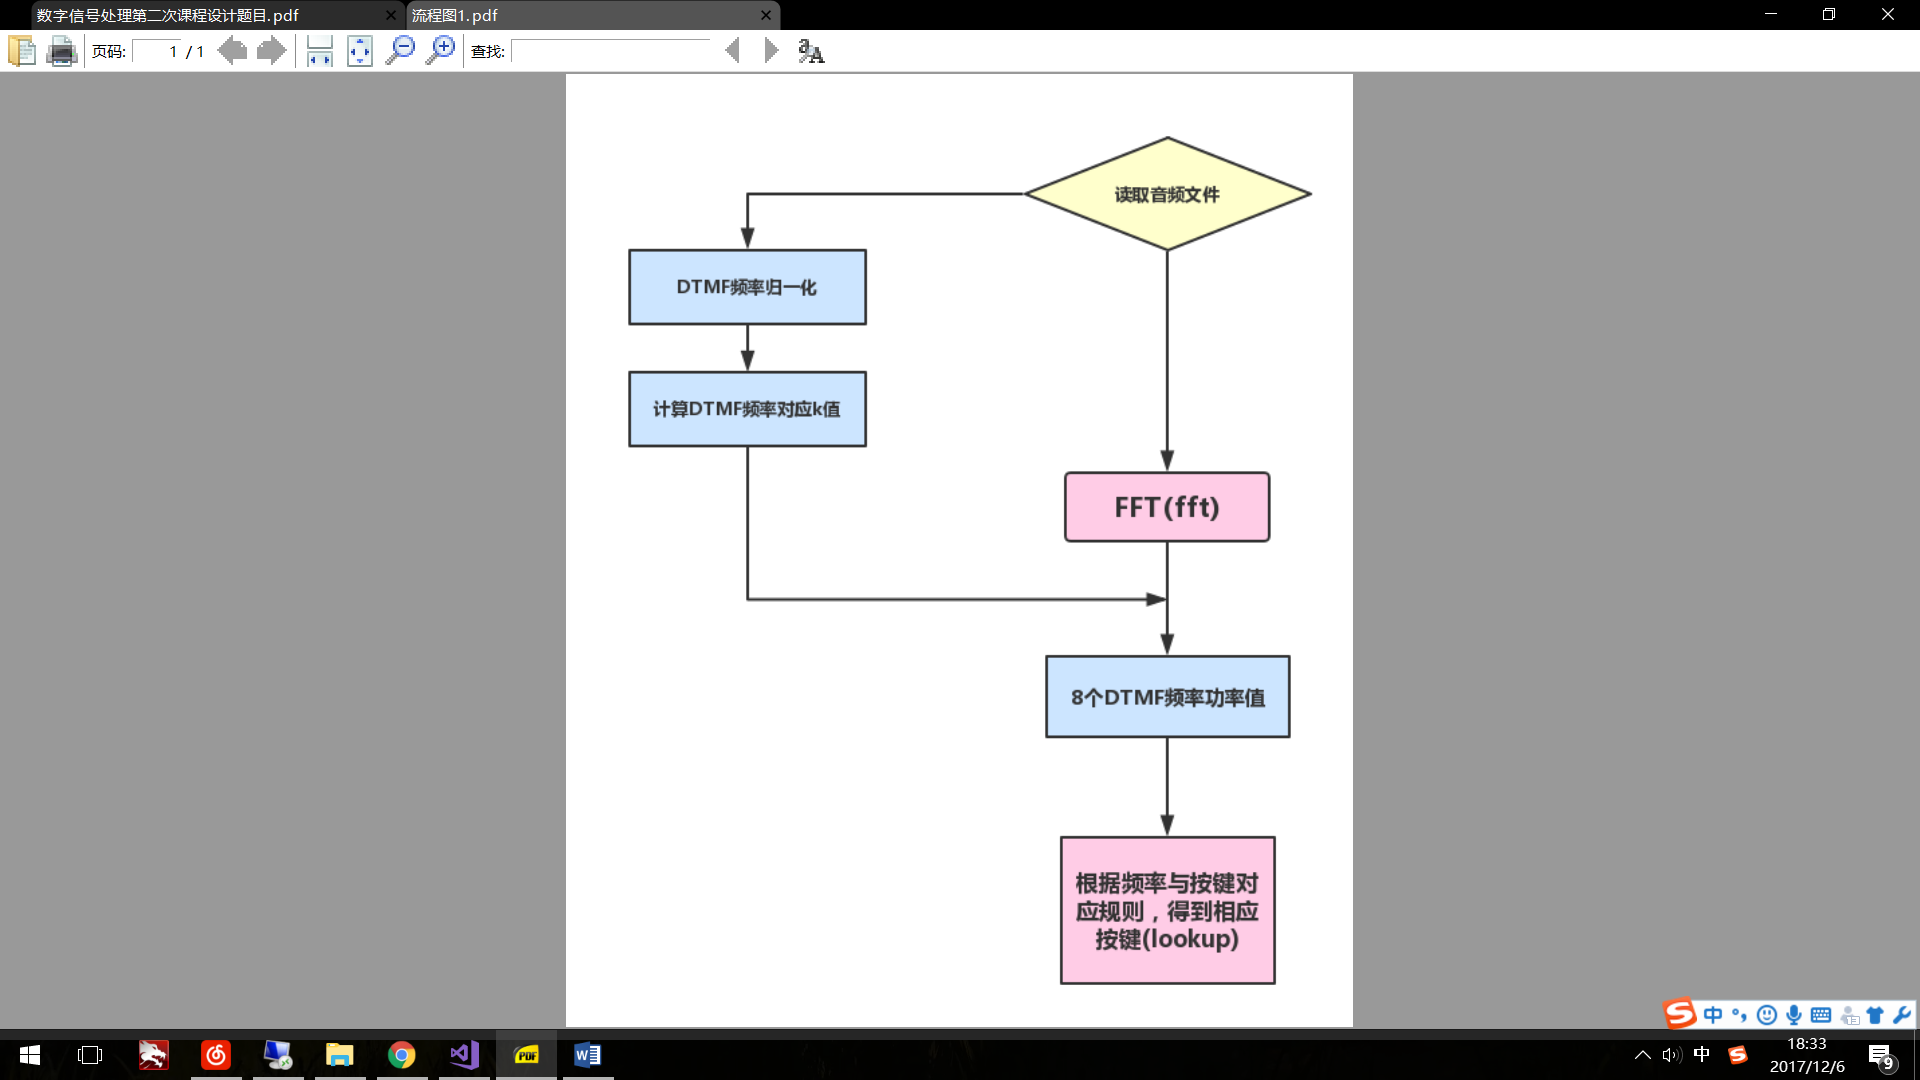 数字信号处理第二次课程设计题目.pdf
流程图1.pdf
页码: 1 / 1
查找:
读取音频文件
DTMF频率归一化
计算DTMF频率对应k值
FFT(fft)
8个DTMF频率功率值
根据频率与按键对
应规则，得到相应
按键(lookup)
中
PDF
中
18:33
2017/12/6
9